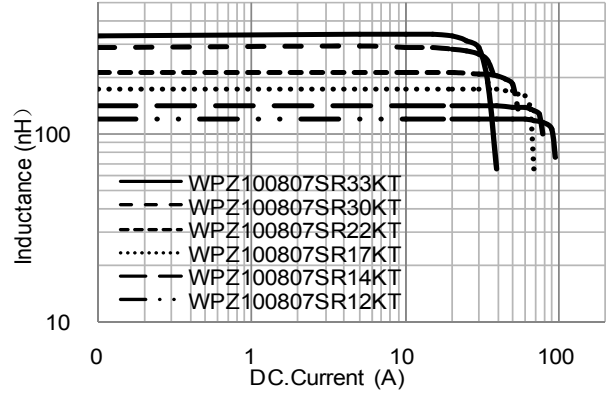 Inductance (nH)
100
10
WPZ100807SR33KT
WPZ100807SR30KT
WPZ100807SR22KT
WPZ100807SR17KT
WPZ100807SR14KT
WPZ100807SR12KT
0 1 10 100
DC.Current (A)